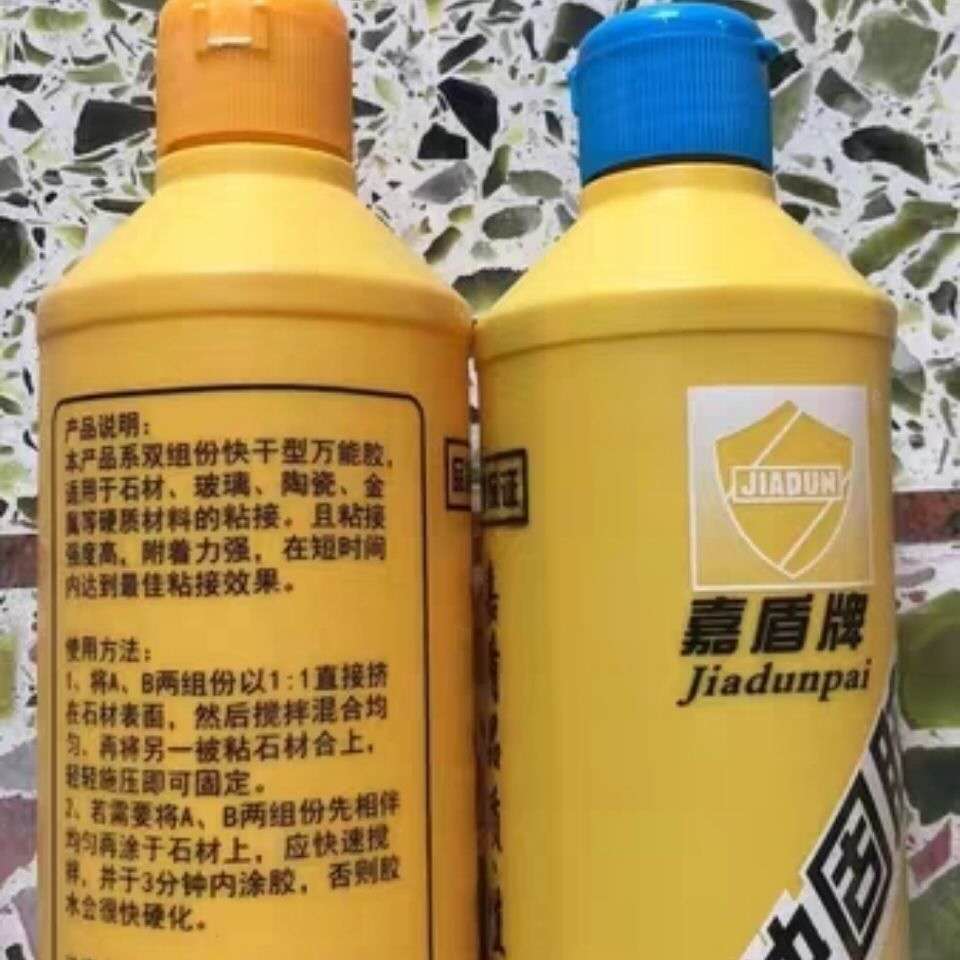 产品说明：
本产品系双组份快干型万能胶，
适用于石材、玻璃、陶瓷、金
属等硬质材料的粘接。且粘接
强度高，附着力强，在短时间
内达到最佳粘接效果。
使用方法：
1、将A、B两组份以1:1直接挤
在石材表面，然后搅拌混合均
匀，再将另一被粘石材合上，
轻轻施压即可固定。
2、若需要将A、B两组份先相伴
均匀再涂于石材上，应快速搅
拌，并于3分钟内涂胶，否则胶
水会很快硬化。
证
JIADUN
嘉盾牌
Jiadunpai
固